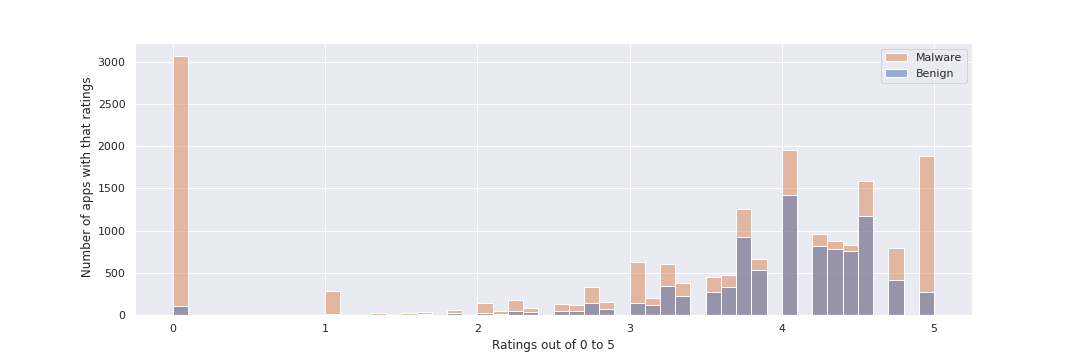 Malware
Benign
Number of apps with that ratings
3000
2500
2000
1500
1000
500
0
0 1 2 3 4 5
Ratings out of 0 to 5